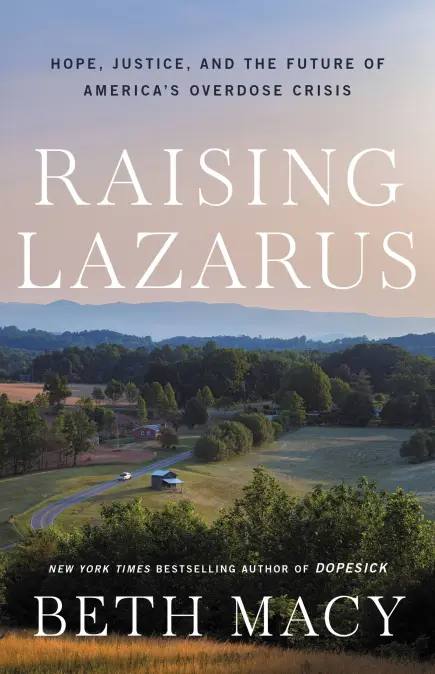 HOPE, JUSTICE, AND THE FUTURE OF
AMERICA'S OVERDOSE CRISIS
RAISING
LAZARUS
NEW YORK TIMES BESTSELLING AUTHOR OF DOPESICK
BETH MACY